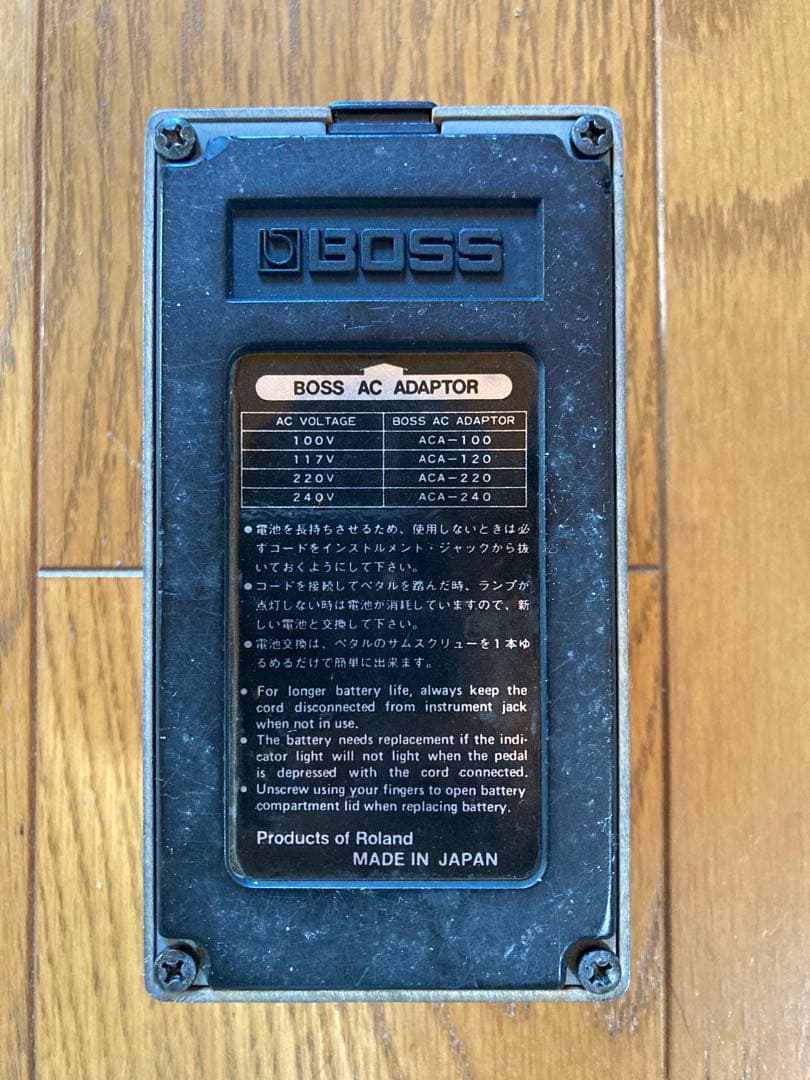 BOSS
BOSS AC ADAPTOR
AC VOLTAGE BOSS AC ADAPTOR
100V ACA-100
117V ACA-120
220V ACA-220
240V ACA-240
●電池を長持ちさせるため、使用しないときは必
ずコードをインストルメント・ジャックから抜
いておくようにして下さい。
●コードを接続してペタルを踏んだ時、ランプが
点灯しない時は電池が消耗していますので、新
しい電池と交換して下さい。
●電池交換は、ペタルのサムスクリューを1本ゆ
るめるだけで簡単に出来ます。
● For longer battery life, always keep the
cord disconnected from instrument jack
when not in use.
● The battery needs replacement if the indi-
cator light will not light when the pedal
is depressed with the cord connected.
● Unscrew using your fingers to open battery
compartment lid when replacing battery.
Products of Roland
MADE IN JAPAN